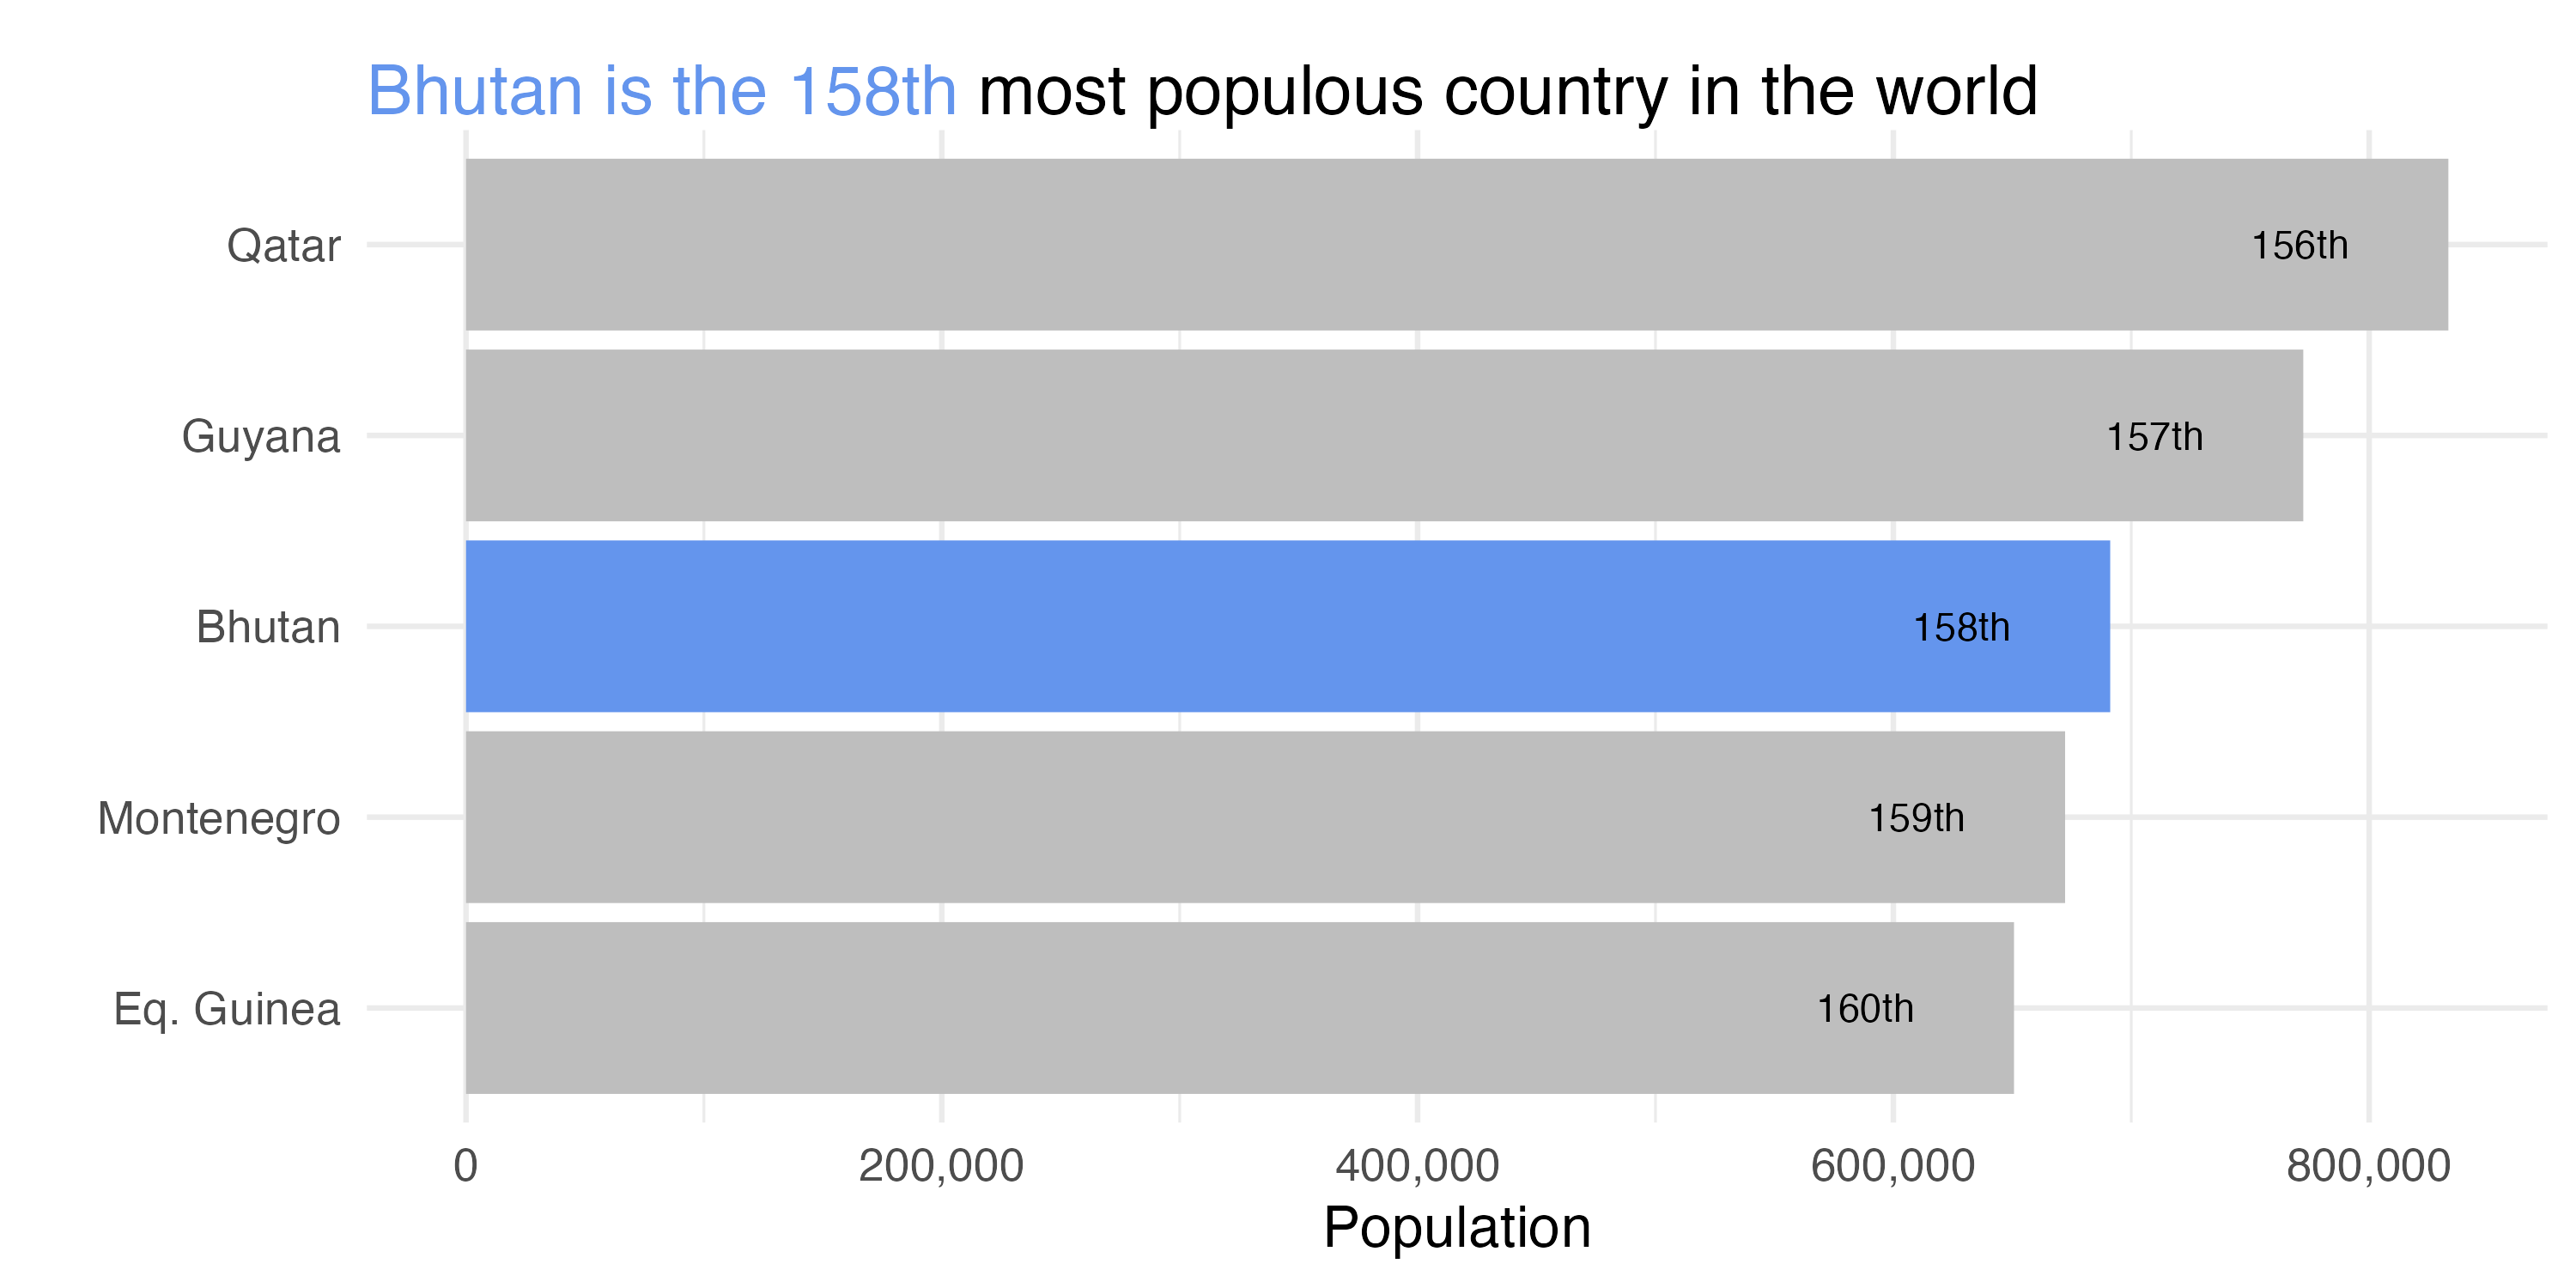 Bhutan is the 158th most populous country in the world
Qatar
156th
Guyana
157th
Bhutan
158th
Montenegro
159th
Eq. Guinea
160th
0 200,000 400,000 600,000 800,000
Population